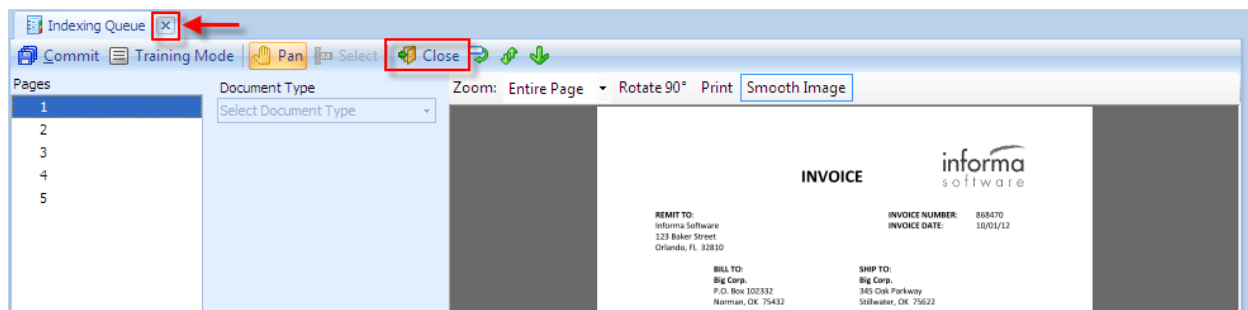 Indexing Queue
Commit Training Mode Pan Select Close
Pages
1
2
3
4
5
Document Type
Select Document Type
Zoom: Entire Page Rotate 90° Print Smooth Image
informa
software
INVOICE
REMIT TO:
Informa Software
123 Baker Street
Orlando, FL 32810
INVOICE NUMBER: 868470
INVOICE DATE: 10/01/12
BILL TO:
Big Corp.
P.O. Box 102332
Norman, OK 75432
SHIP TO:
Big Corp.
345 Oak Parkway
Stillwater, OK 75622